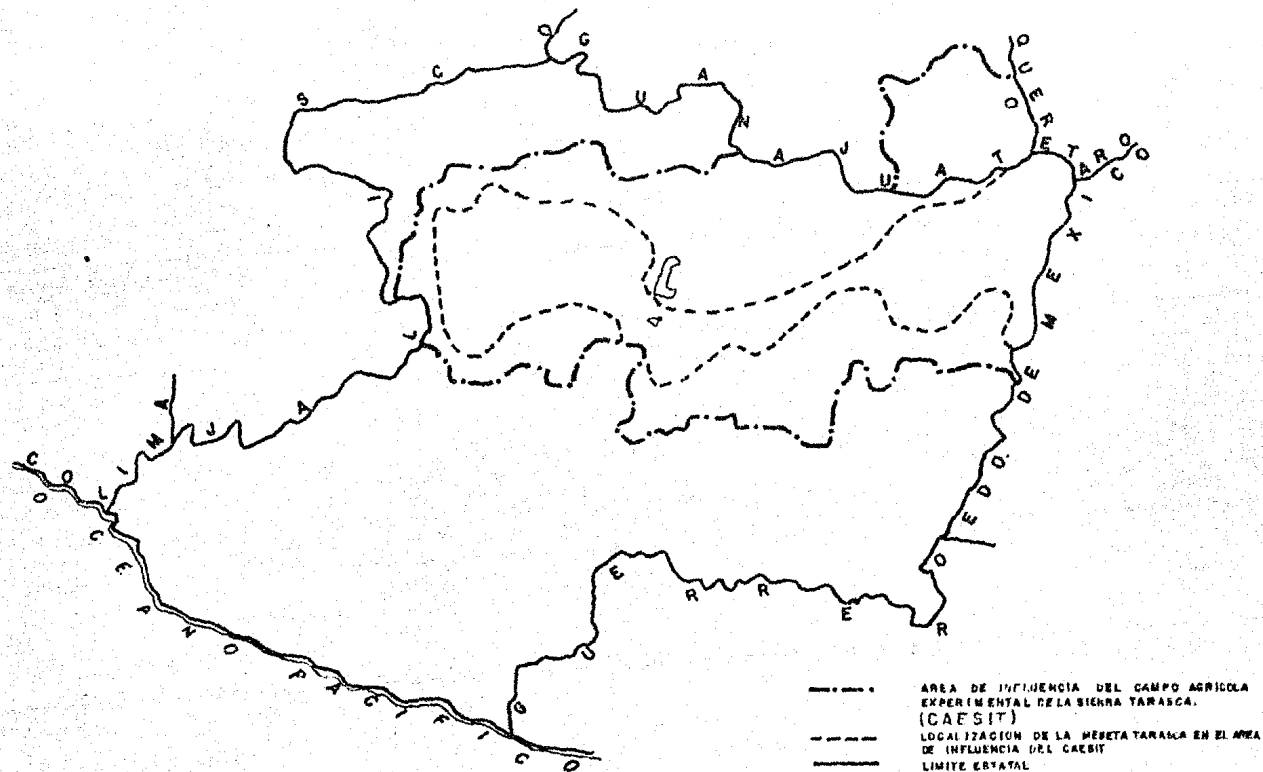 JALISCO
GUANAJUATO
QUERETARO
EDO. DE MEXICO
COLIMA
OCEANO PACIFICO
GUERRERO
AREA DE INFLUENCIA DEL CAMPO AGRICOLA
EXPERIMENTAL DE LA SIERRA TARASCA.
(CAESIT)
LOCALIZACION DE LA MESETA TARASCA EN EL AREA
DE INFLUENCIA DEL CAESIT
LIMITE ESTATAL